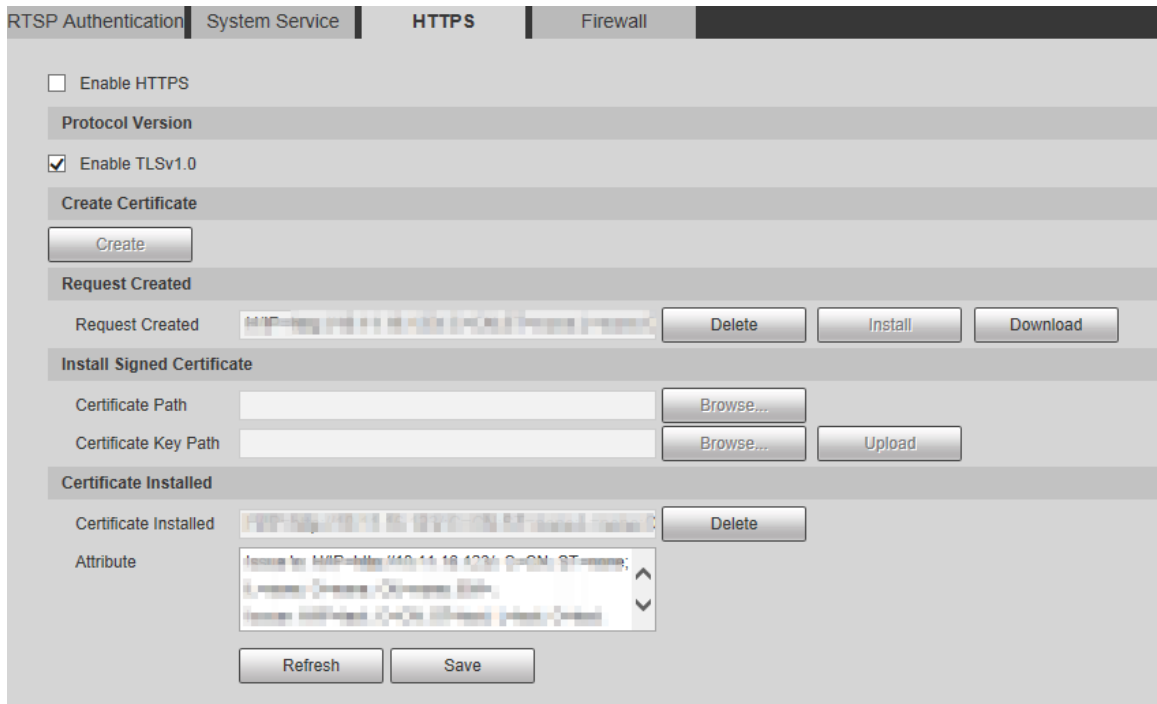 RTSP Authentication System Service HTTPS Firewall
Enable HTTPS
Protocol Version
Enable TLSv1.0
Create Certificate
Create
Request Created
Request Created Delete Install Download
Install Signed Certificate
Certificate Path Browse...
Certificate Key Path Browse... Upload
Certificate Installed
Certificate Installed Delete
Attribute
Refresh Save